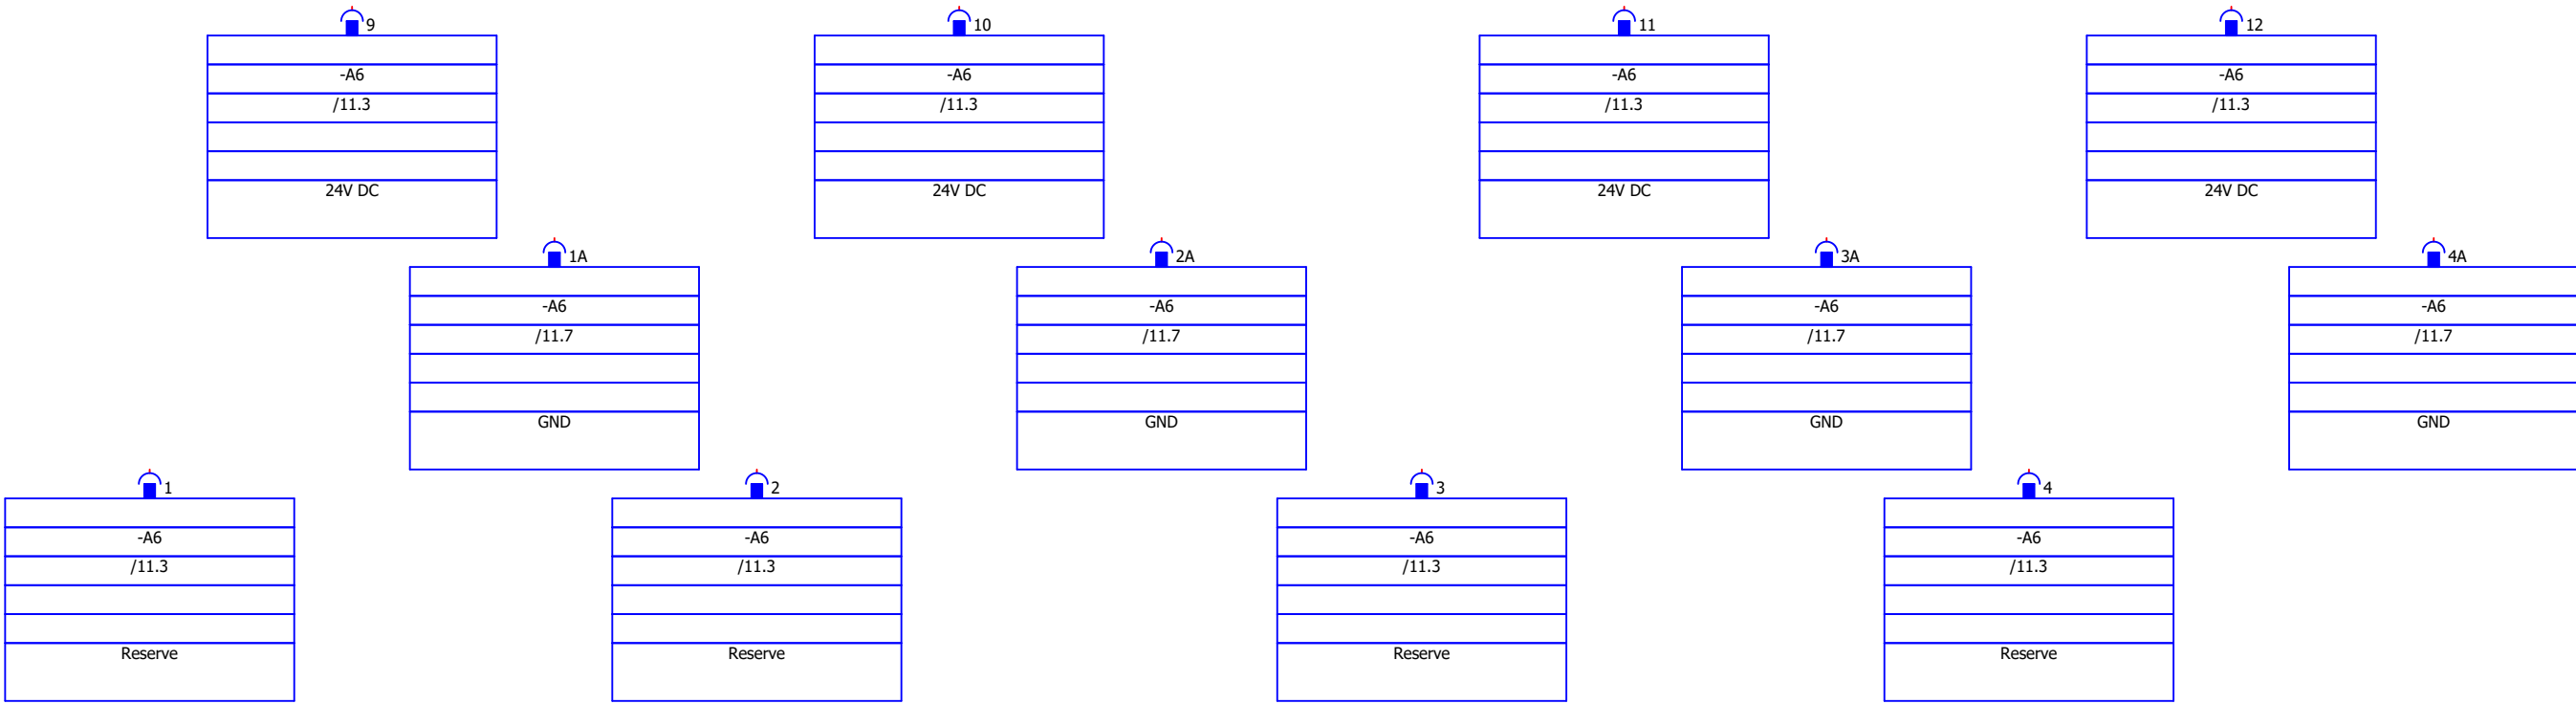 9
-A6
/11.3
24V DC
10
-A6
/11.3
24V DC
11
-A6
/11.3
24V DC
12
-A6
/11.3
24V DC
1A
-A6
/11.7
GND
2A
-A6
/11.7
GND
3A
-A6
/11.7
GND
4A
-A6
/11.7
GND
1
-A6
/11.3
Reserve
2
-A6
/11.3
Reserve
3
-A6
/11.3
Reserve
4
-A6
/11.3
Reserve